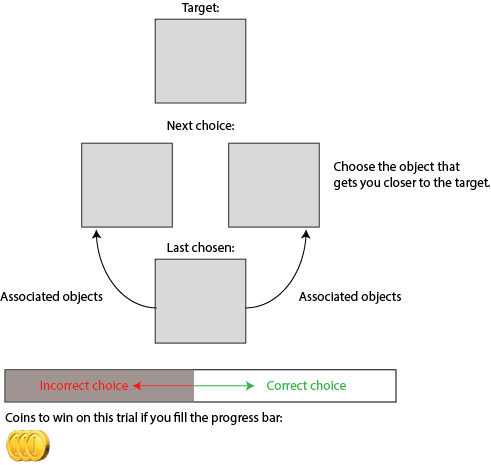 Target:
Next choice:
Choose the object that
gets you closer to the target.
Last chosen:
Associated objects
Associated objects
Incorrect choice
Correct choice
Coins to win on this trial if you fill the progress bar: